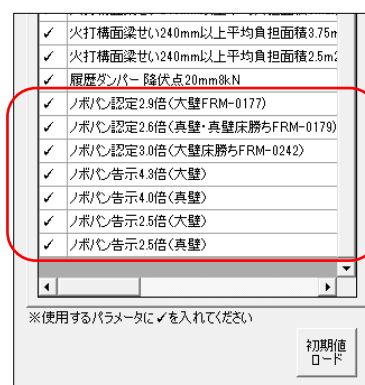 火打構面梁せい240mm以上平均負担面積3.75m
火打構面梁せい240mm以上平均負担面積2.5m2
✓ 履歴ダンパー 降伏点20mm8kN
✓ ノボパン認定2.9倍(大壁FRM-0177)
✓ ノボパン認定2.6倍(真壁・真壁床勝ちFRM-0179)
✓ ノボパン認定3.0倍(大壁床勝ちFRM-0242)
✓ ノボパン告示4.3倍(大壁)
✓ ノボパン告示4.0倍(真壁)
✓ ノボパン告示2.5倍(大壁)
✓ ノボパン告示2.5倍(真壁)
※使用するパラメータに✓を入れてください
初期値
ロード